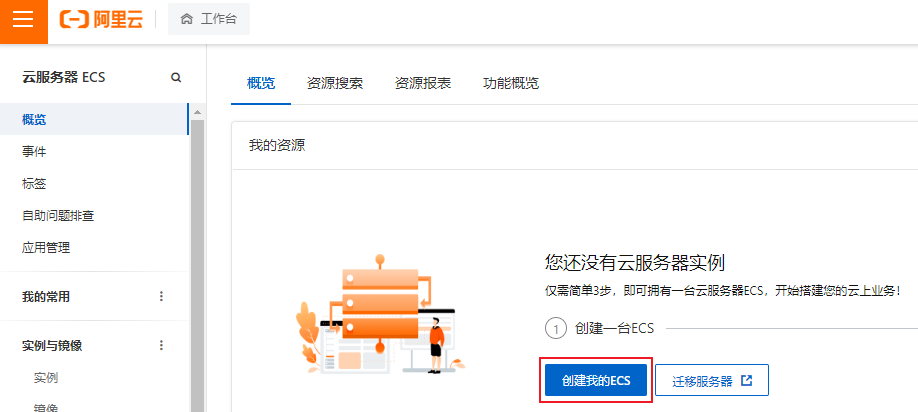 阿里云 工作台
云服务器 ECS
概览
事件
标签
自助问题排查
应用管理
我的常用
实例与镜像
实例
镜像
概览 资源搜索 资源报表 功能概览
我的资源
您还没有云服务器实例
仅需简单3步，即可拥有一台云服务器ECS，开始搭建您的云上业务！
1 创建一台ECS
创建我的ECS 迁移服务器